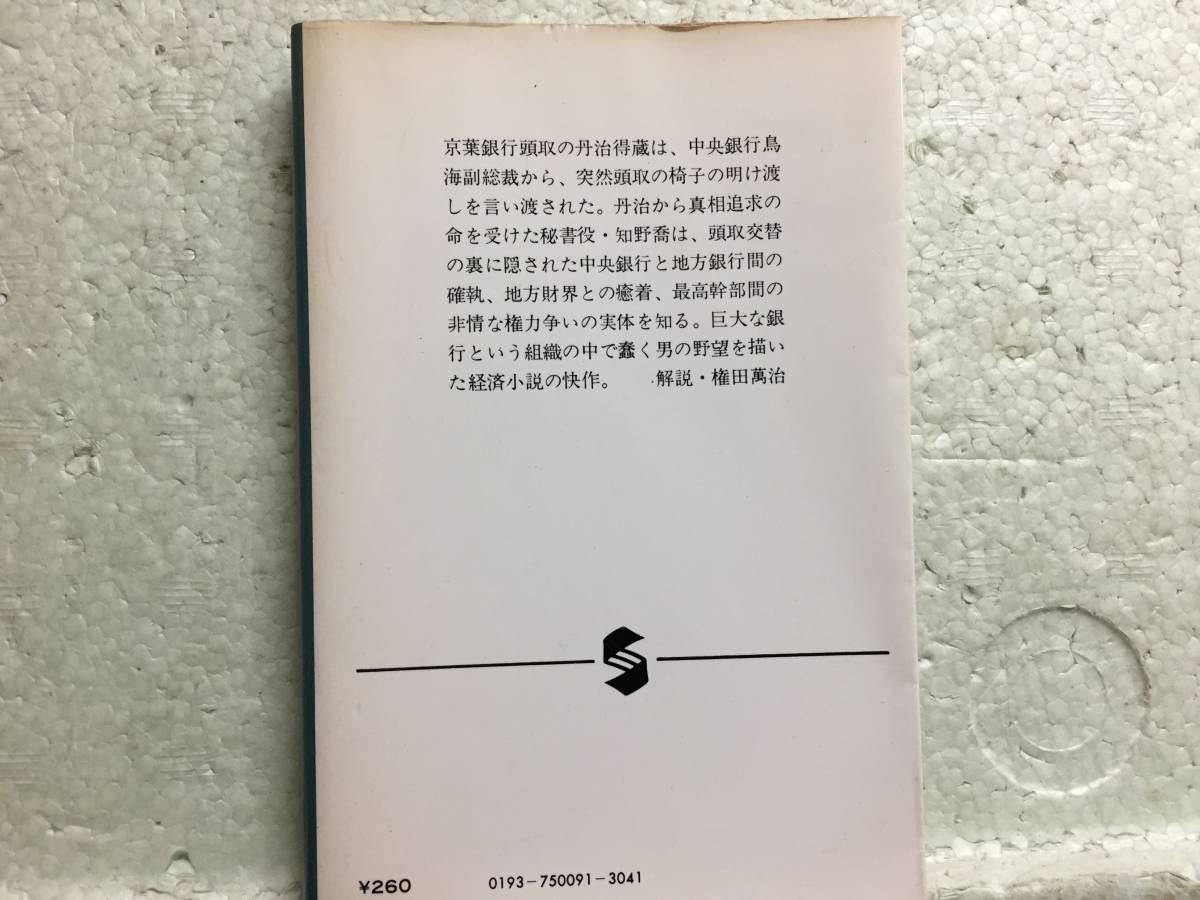 京葉銀行頭取の丹治得蔵は、中央銀行鳥
海副総裁から、突然頭取の椅子の明け渡
しを言い渡された。丹治から真相追求の
命を受けた秘書役・知野喬は、頭取交替
の裏に隠された中央銀行と地方銀行間の
確執、地方財界との癒着、最高幹部間の
非情な権力争いの実体を知る。巨大な銀
行という組織の中で蠢く男の野望を描い
た経済小説の快作。 解説・権田萬治
¥260 0193-750091-3041